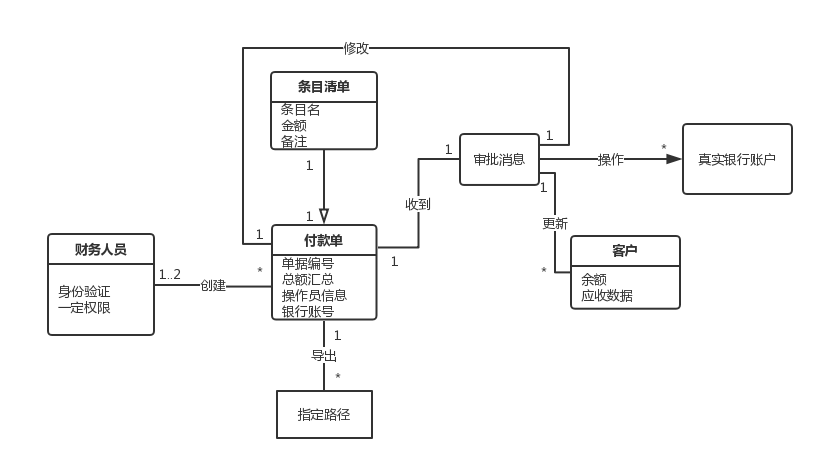 修改
条目清单
条目名
金额
备注
1
1
审批消息
1
1
操作
*
真实银行账户
1
收到
1
更新
*
客户
余额
应收数据
财务人员
身份验证
一定权限
1..2
创建
*
1
付款单
单据编号
总额汇总
操作员信息
银行账号
1
导出
*
指定路径